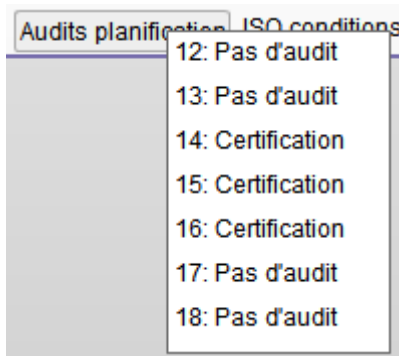 Audits planification ISO conditions
12: Pas d'audit
13: Pas d'audit
14: Certification
15: Certification
16: Certification
17: Pas d'audit
18: Pas d'audit